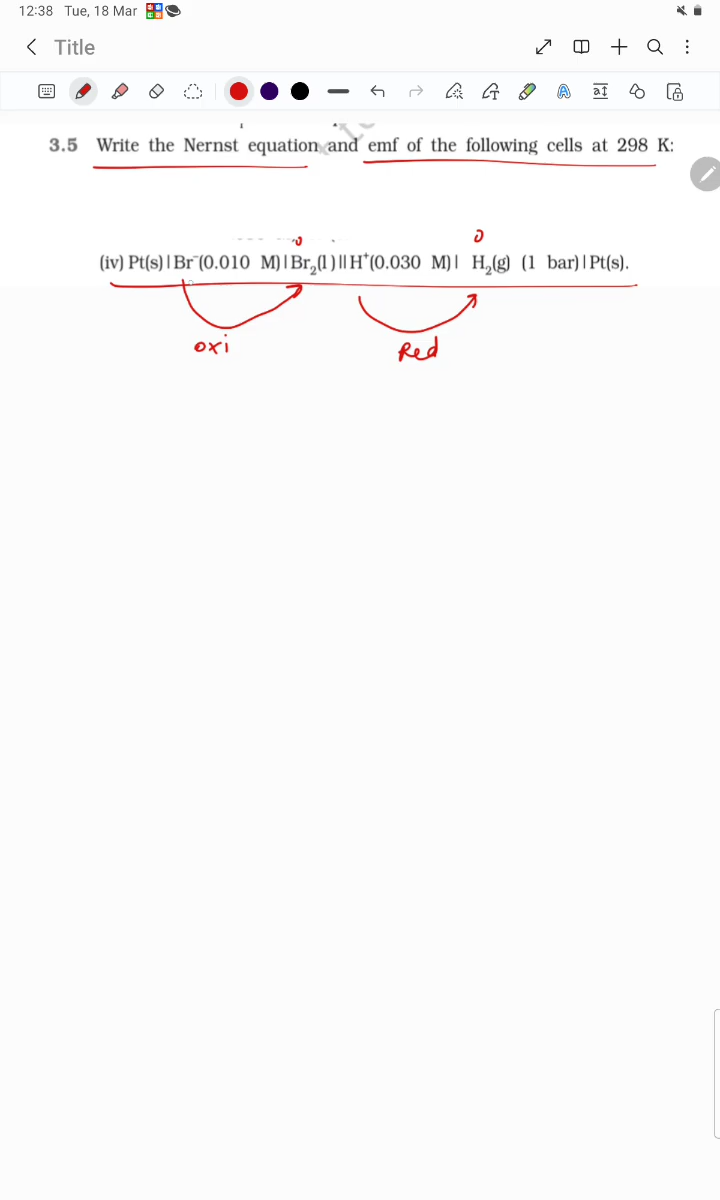 12:38 Tue, 18 Mar
Title
3.5 Write the Nernst equation and emf of the following cells at 298 K:
0 0
(iv) Pt(s)|Br⁻(0.010 M)|Br₂(l)||H⁺(0.030 M)| H₂(g) (1 bar)|Pt(s).
oxi Red